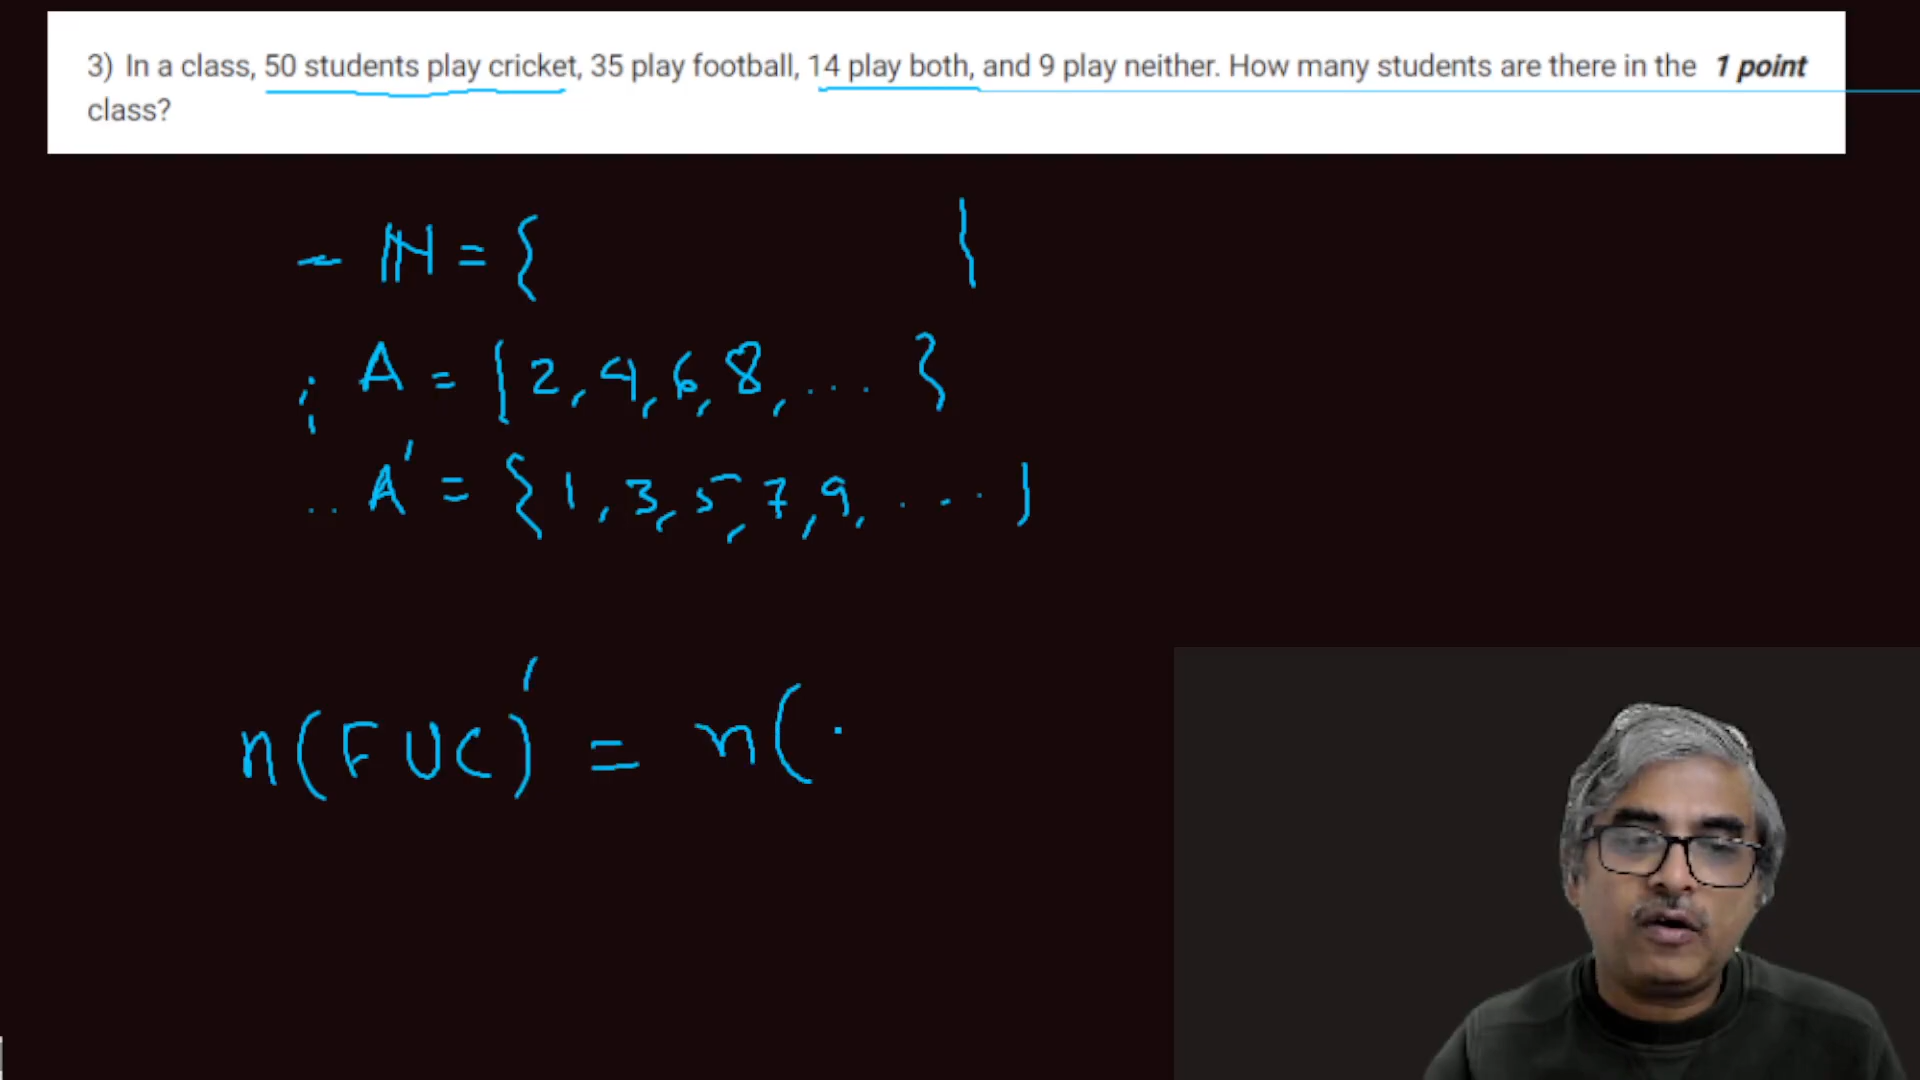 3) In a class, 50 students play cricket, 35 play football, 14 play both, and 9 play neither. How many students are there in the 1 point
class?
- ℕ = { }
A = { 2, 4, 6, 8, ... }
A' = { 1, 3, 5, 7, 9, .... }
n(F∪C)' = n(